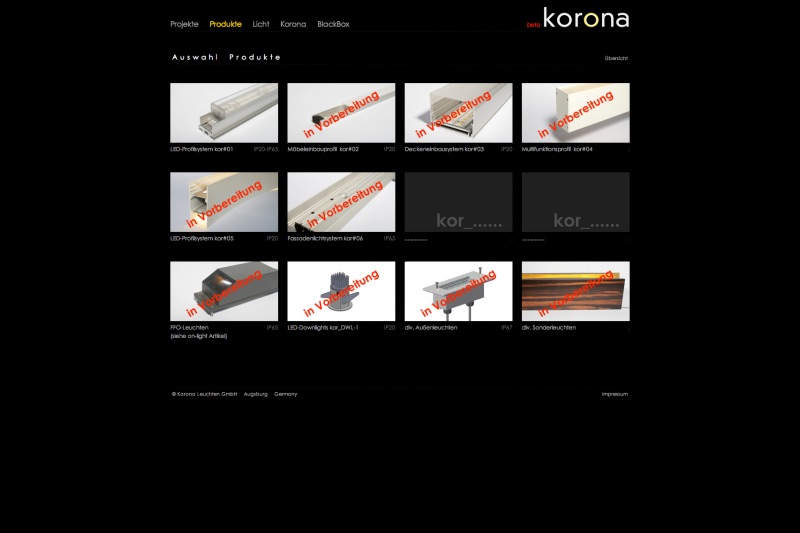 Projekte Produkte Licht Korona BlackBox
beta korona
Auswahl Produkte
Übersicht
in Vorbereitung
in Vorbereitung
in Vorbereitung
LED-Profilsystem kor#01 IP20-IP65
Möbeleinbauprofil kor#02 IP20
Deckeneinbausystem kor#03 IP20
Multifunktionsprofil kor#04
in Vorbereitung
in Vorbereitung
kor_......
kor_......
LED-Profilsystem kor#05 IP20
Fassadenlichtsystem kor#06 IP65
in Vorbereitung
in Vorbereitung
in Vorbereitung
in Vorbereitung
FFO-Leuchten IP65
(siehe on-light Artikel)
LED-Downlights kor_DWL-1 IP20
div. Außenleuchten IP67
div. Sonderleuchten
© Korona Leuchten GmbH Augsburg Germany
Impressum